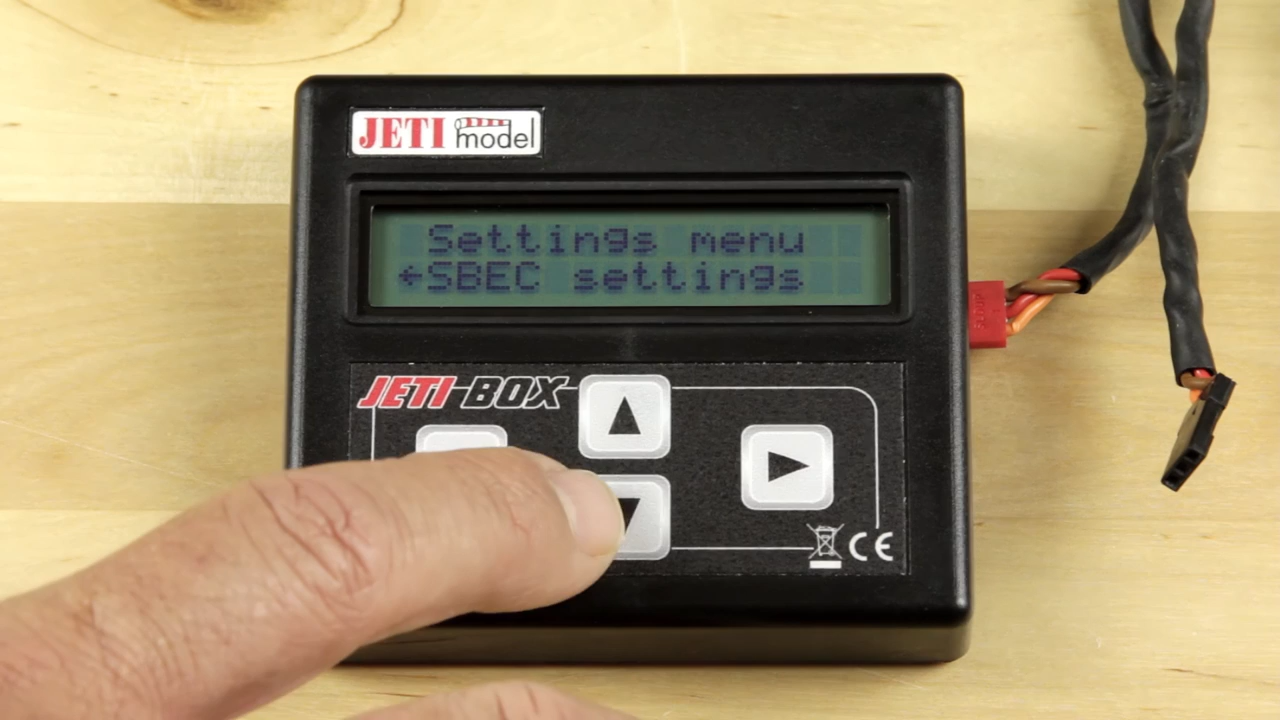 JETI model
Settings menu
←SBEC settings
JETI BOX
CE